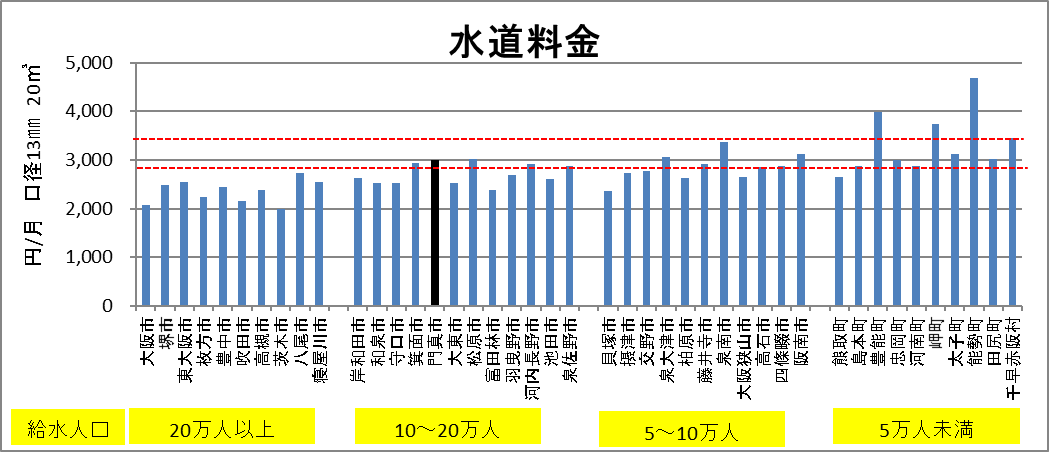 水道料金
円/月　口径13㎜ 20㎥
5,000
4,000
3,000
2,000
1,000
0
大阪市
堺市
東大阪市
枚方市
豊中市
吹田市
高槻市
茨木市
八尾市
寝屋川市
岸和田市
和泉市
守口市
箕面市
門真市
大東市
松原市
富田林市
羽曳野市
河内長野市
池田市
泉佐野市
貝塚市
摂津市
交野市
泉大津市
柏原市
藤井寺市
泉南市
大阪狭山市
高石市
四條畷市
阪南市
熊取町
島本町
豊能町
忠岡町
河南町
岬町
太子町
能勢町
田尻町
千早赤阪村
給水人口
20万人以上
10～20万人
5～10万人
5万人未満